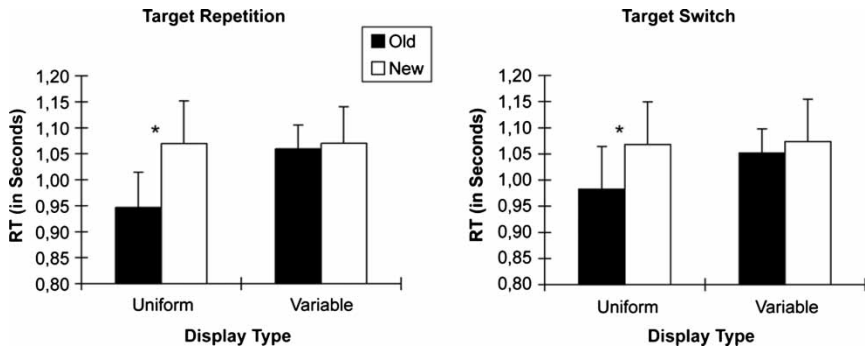 Target Repetition
Old
New
RT (in Seconds)
1,20
1,15
1,10
1,05
1,00
0,95
0,90
0,85
0,80
*
Uniform
Variable
Display Type
Target Switch
RT (in Seconds)
1,20
1,15
1,10
1,05
1,00
0,95
0,90
0,85
0,80
*
Uniform
Variable
Display Type